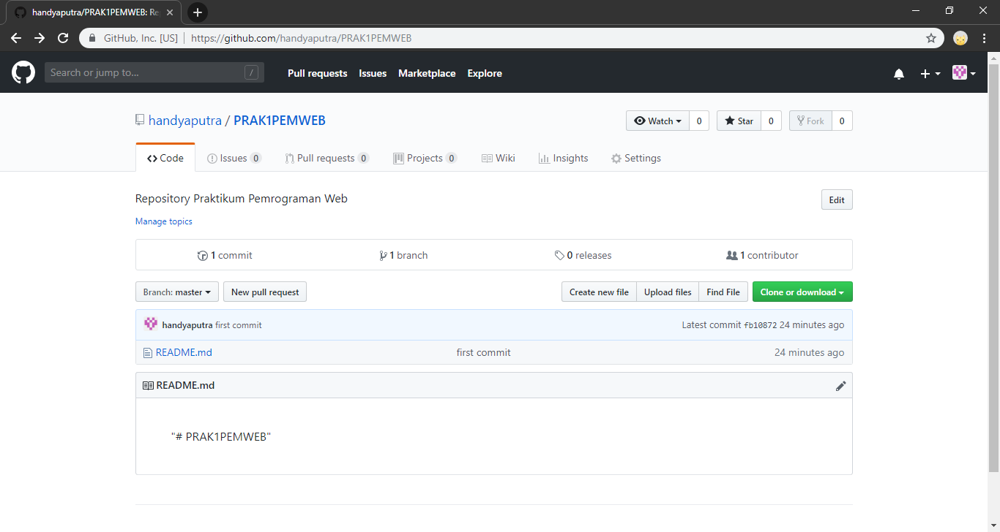 handyaputra/PRAK1PEMWEB: Re
GitHub, Inc. [US] | https://github.com/handyaputra/PRAK1PEMWEB
Search or jump to... / Pull requests Issues Marketplace Explore
handyaputra / PRAK1PEMWEB Watch 0 Star 0 Fork 0
Code Issues 0 Pull requests 0 Projects 0 Wiki Insights Settings
Repository Praktikum Pemrograman Web Edit
Manage topics
1 commit 1 branch 0 releases 1 contributor
Branch: master New pull request Create new file Upload files Find File Clone or download
handyaputra first commit Latest commit fb10872 24 minutes ago
README.md first commit 24 minutes ago
README.md
"# PRAK1PEMWEB"